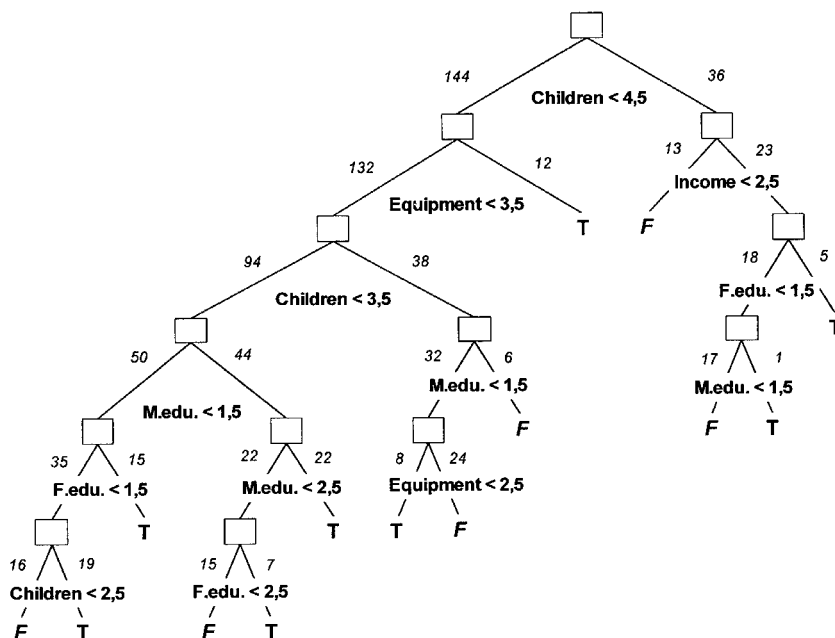 144 36
Children < 4,5
132 12 13 23
Equipment < 3,5 Income < 2,5
T F
94 38 18 5
Children < 3,5 F.edu. < 1,5
T
50 44 32 6 17 1
M.edu. < 1,5 M.edu. < 1,5 M.edu. < 1,5
F F T
35 15 22 22 8 24
F.edu. < 1,5 M.edu. < 2,5 Equipment < 2,5
T T T F
16 19 15 7
Children < 2,5 F.edu. < 2,5
F T F T